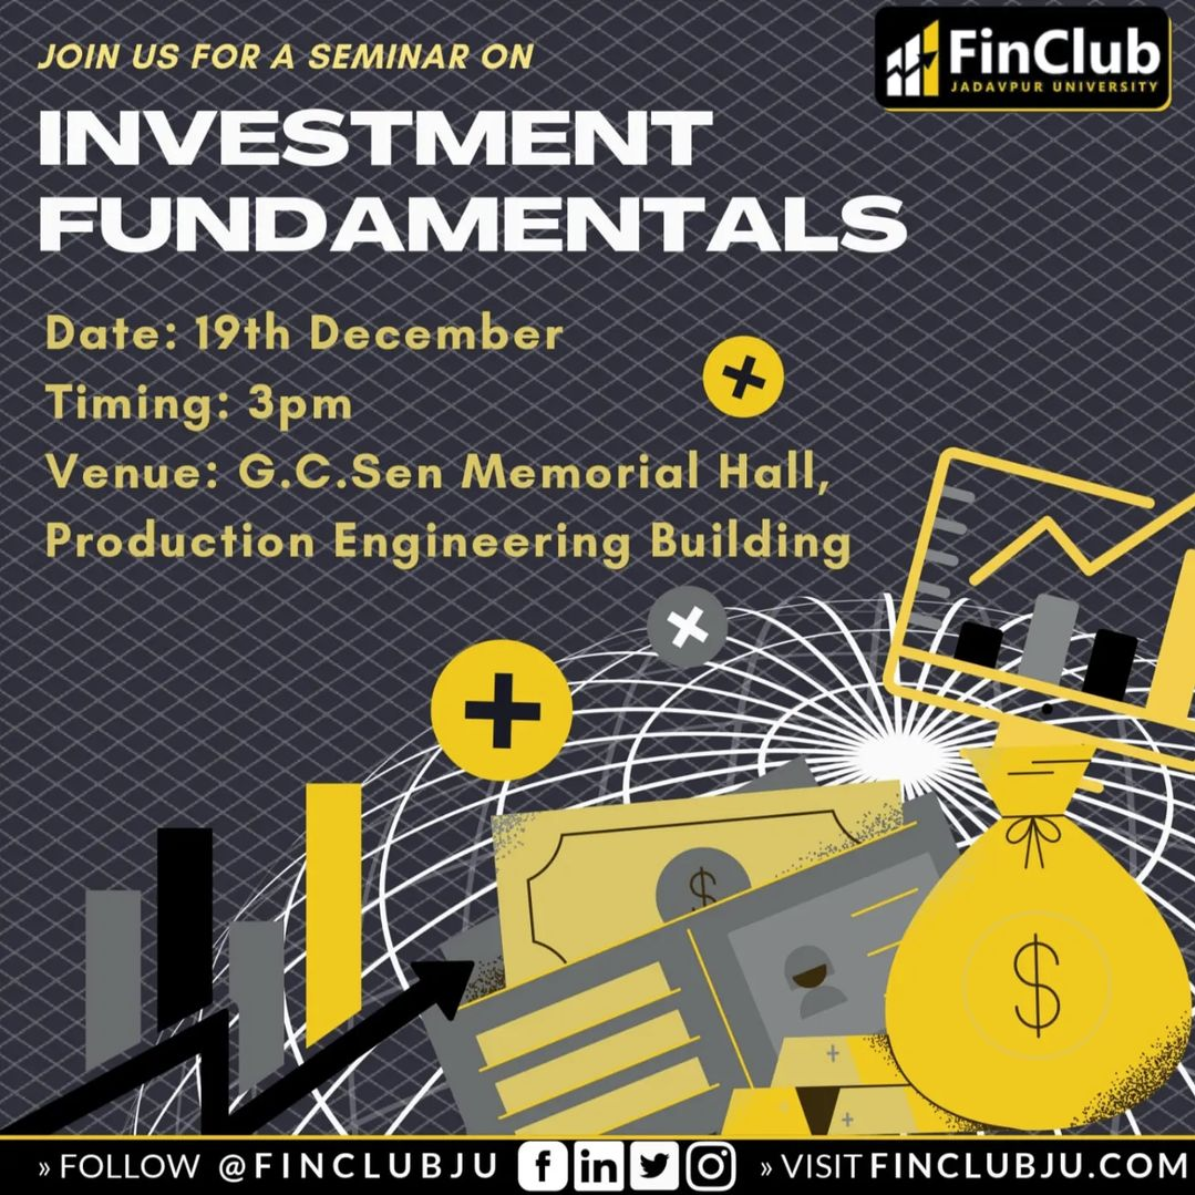 JOIN US FOR A SEMINAR ON
FinClub
JADAVPUR UNIVERSITY
INVESTMENT
FUNDAMENTALS
Date: 19th December
Timing: 3pm
Venue: G.C.Sen Memorial Hall,
Production Engineering Building
$
$
» FOLLOW @FINCLUBJU f in » VISIT FINCLUBJU.COM